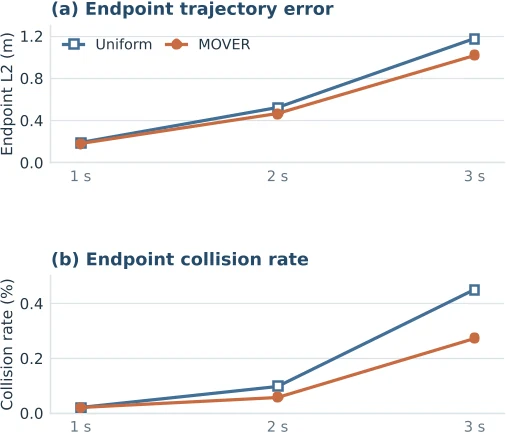 (a) Endpoint trajectory error
Endpoint L2 (m)
1.2
0.8
0.4
0.0
Uniform MOVER
1 s 2 s 3 s
(b) Endpoint collision rate
Collision rate (%)
0.4
0.2
0.0
1 s 2 s 3 s